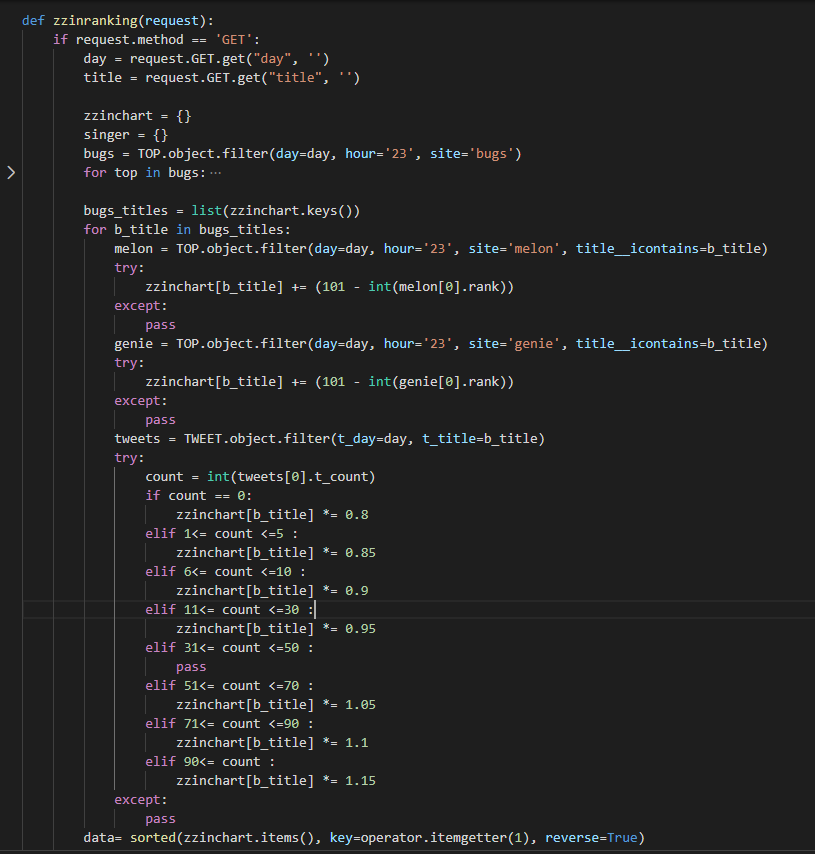 def zzinranking(request):
    if request.method == 'GET':
        day = request.GET.get("day", '')
        title = request.GET.get("title", '')

        zzinchart = {}
        singer = {}
        bugs = TOP.object.filter(day=day, hour='23', site='bugs')
        for top in bugs: ···

        bugs_titles = list(zzinchart.keys())
        for b_title in bugs_titles:
            melon = TOP.object.filter(day=day, hour='23', site='melon', title__icontains=b_title)
            try:
                zzinchart[b_title] += (101 - int(melon[0].rank))
            except:
                pass
            genie = TOP.object.filter(day=day, hour='23', site='genie', title__icontains=b_title)
            try:
                zzinchart[b_title] += (101 - int(genie[0].rank))
            except:
                pass
            tweets = TWEET.object.filter(t_day=day, t_title=b_title)
            try:
                count = int(tweets[0].t_count)
                if count == 0:
                    zzinchart[b_title] *= 0.8
                elif 1<= count <=5 :
                    zzinchart[b_title] *= 0.85
                elif 6<= count <=10 :
                    zzinchart[b_title] *= 0.9
                elif 11<= count <=30 :
                    zzinchart[b_title] *= 0.95
                elif 31<= count <=50 :
                    pass
                elif 51<= count <=70 :
                    zzinchart[b_title] *= 1.05
                elif 71<= count <=90 :
                    zzinchart[b_title] *= 1.1
                elif 90<= count :
                    zzinchart[b_title] *= 1.15
            except:
                pass
        data= sorted(zzinchart.items(), key=operator.itemgetter(1), reverse=True)